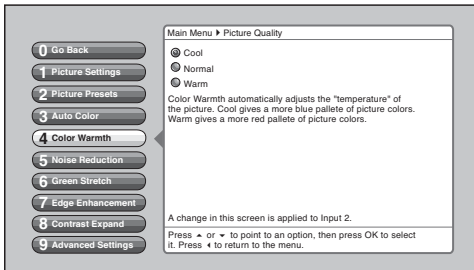 Main Menu ▶ Picture Quality
0 Go Back
1 Picture Settings
2 Picture Presets
3 Auto Color
4 Color Warmth
5 Noise Reduction
6 Green Stretch
7 Edge Enhancement
8 Contrast Expand
9 Advanced Settings
Cool
Normal
Warm
Color Warmth automatically adjusts the "temperature" of
the picture. Cool gives a more blue pallete of picture colors.
Warm gives a more red pallete of picture colors.
A change in this screen is applied to Input 2.
Press ▲ or ▼ to point to an option, then press OK to select
it. Press ◀ to return to the menu.